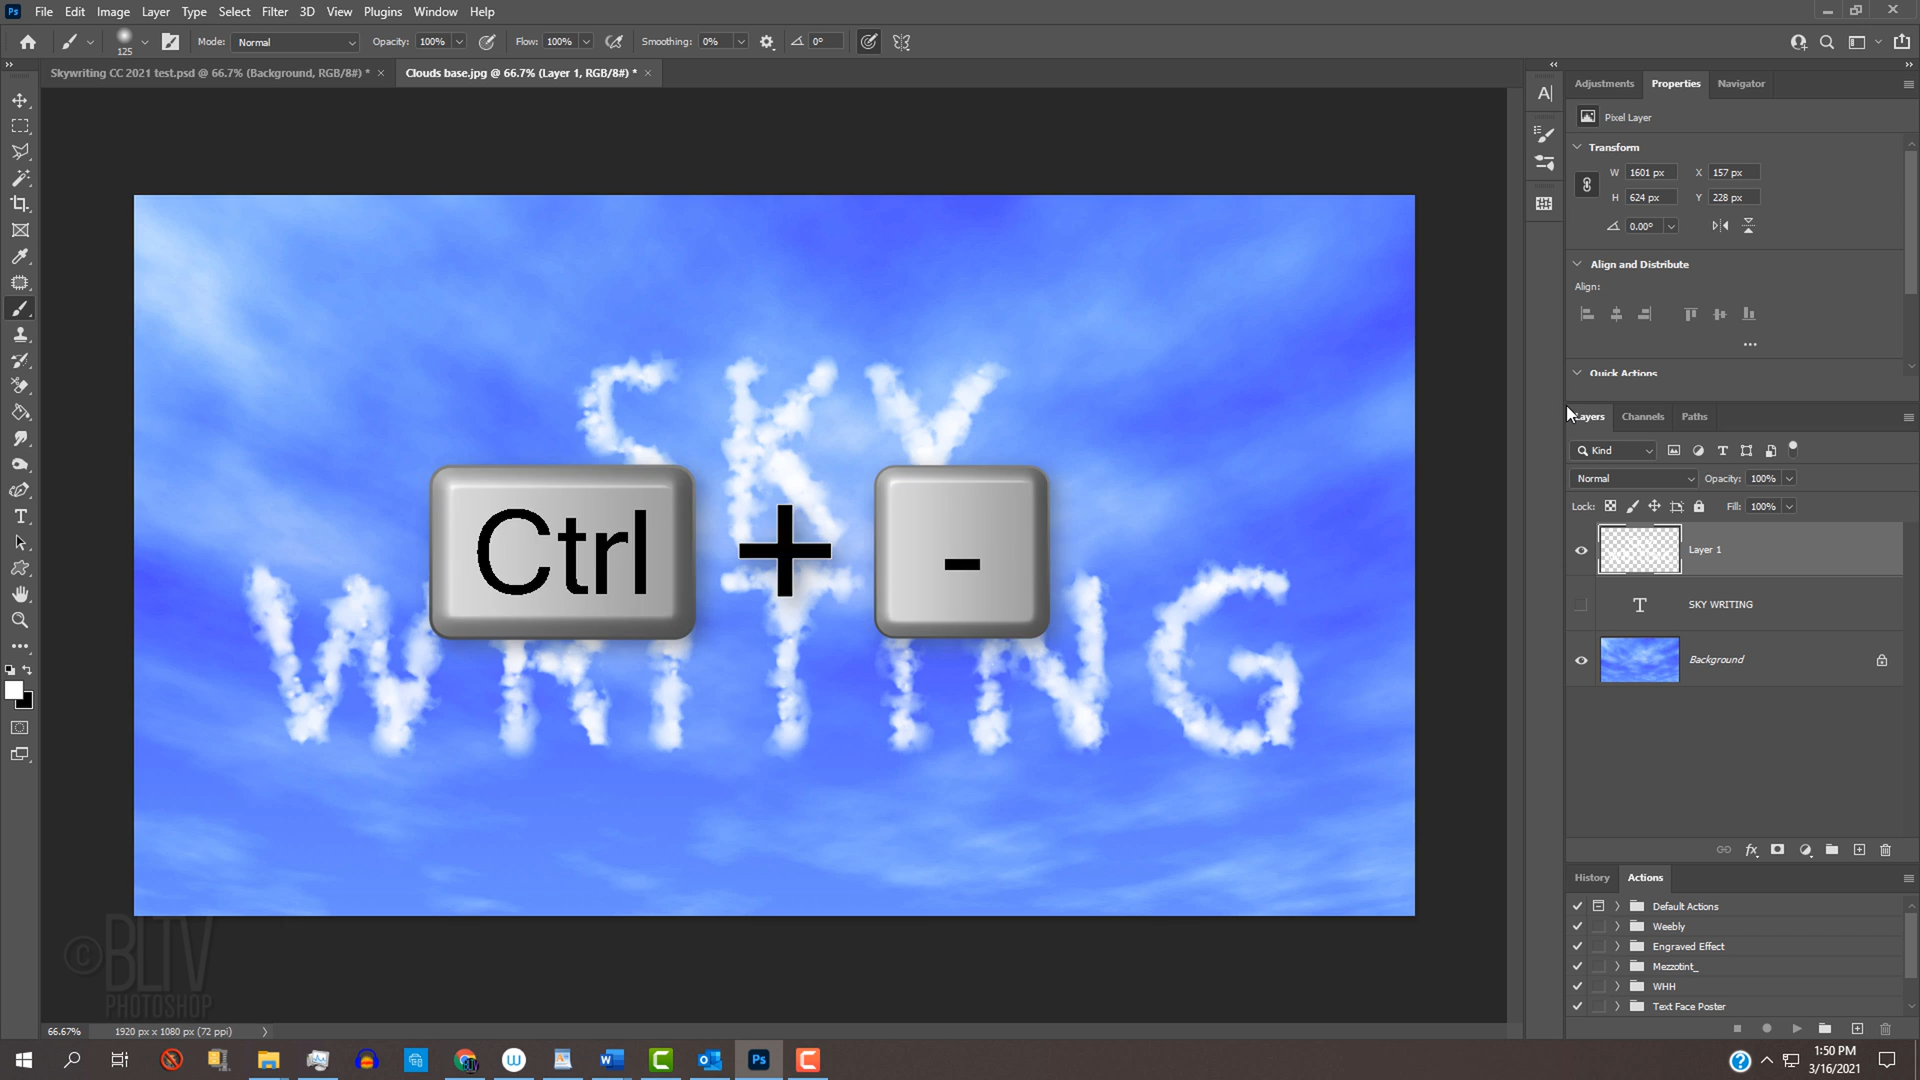 Ps File Edit Image Layer Type Select Filter 3D View Plugins Window Help
125 Mode: Normal Opacity: 100% Flow: 100% Smoothing: 0% 0°
Skywriting CC 2021 test.psd @ 66.7% (Background, RGB/8#) * × Clouds base.jpg @ 66.7% (Layer 1, RGB/8#) * ×
Adjustments Properties Navigator
Pixel Layer
Transform
W 1601 px X 157 px
H 624 px Y 228 px
0.00°
Align and Distribute
Align:
Quick Actions
Layers Channels Paths
Kind
Normal Opacity: 100%
Lock: Fill: 100%
Layer 1
SKY WRITING
Background
SKY
WRITING
Ctrl + -
©BLTV
PHOTOSHOP
History Actions
Default Actions
Weebly
Engraved Effect
Mezzotint_
WHH
Text Face Poster
66.67% 1920 px x 1080 px (72 ppi)
1:50 PM
3/16/2021